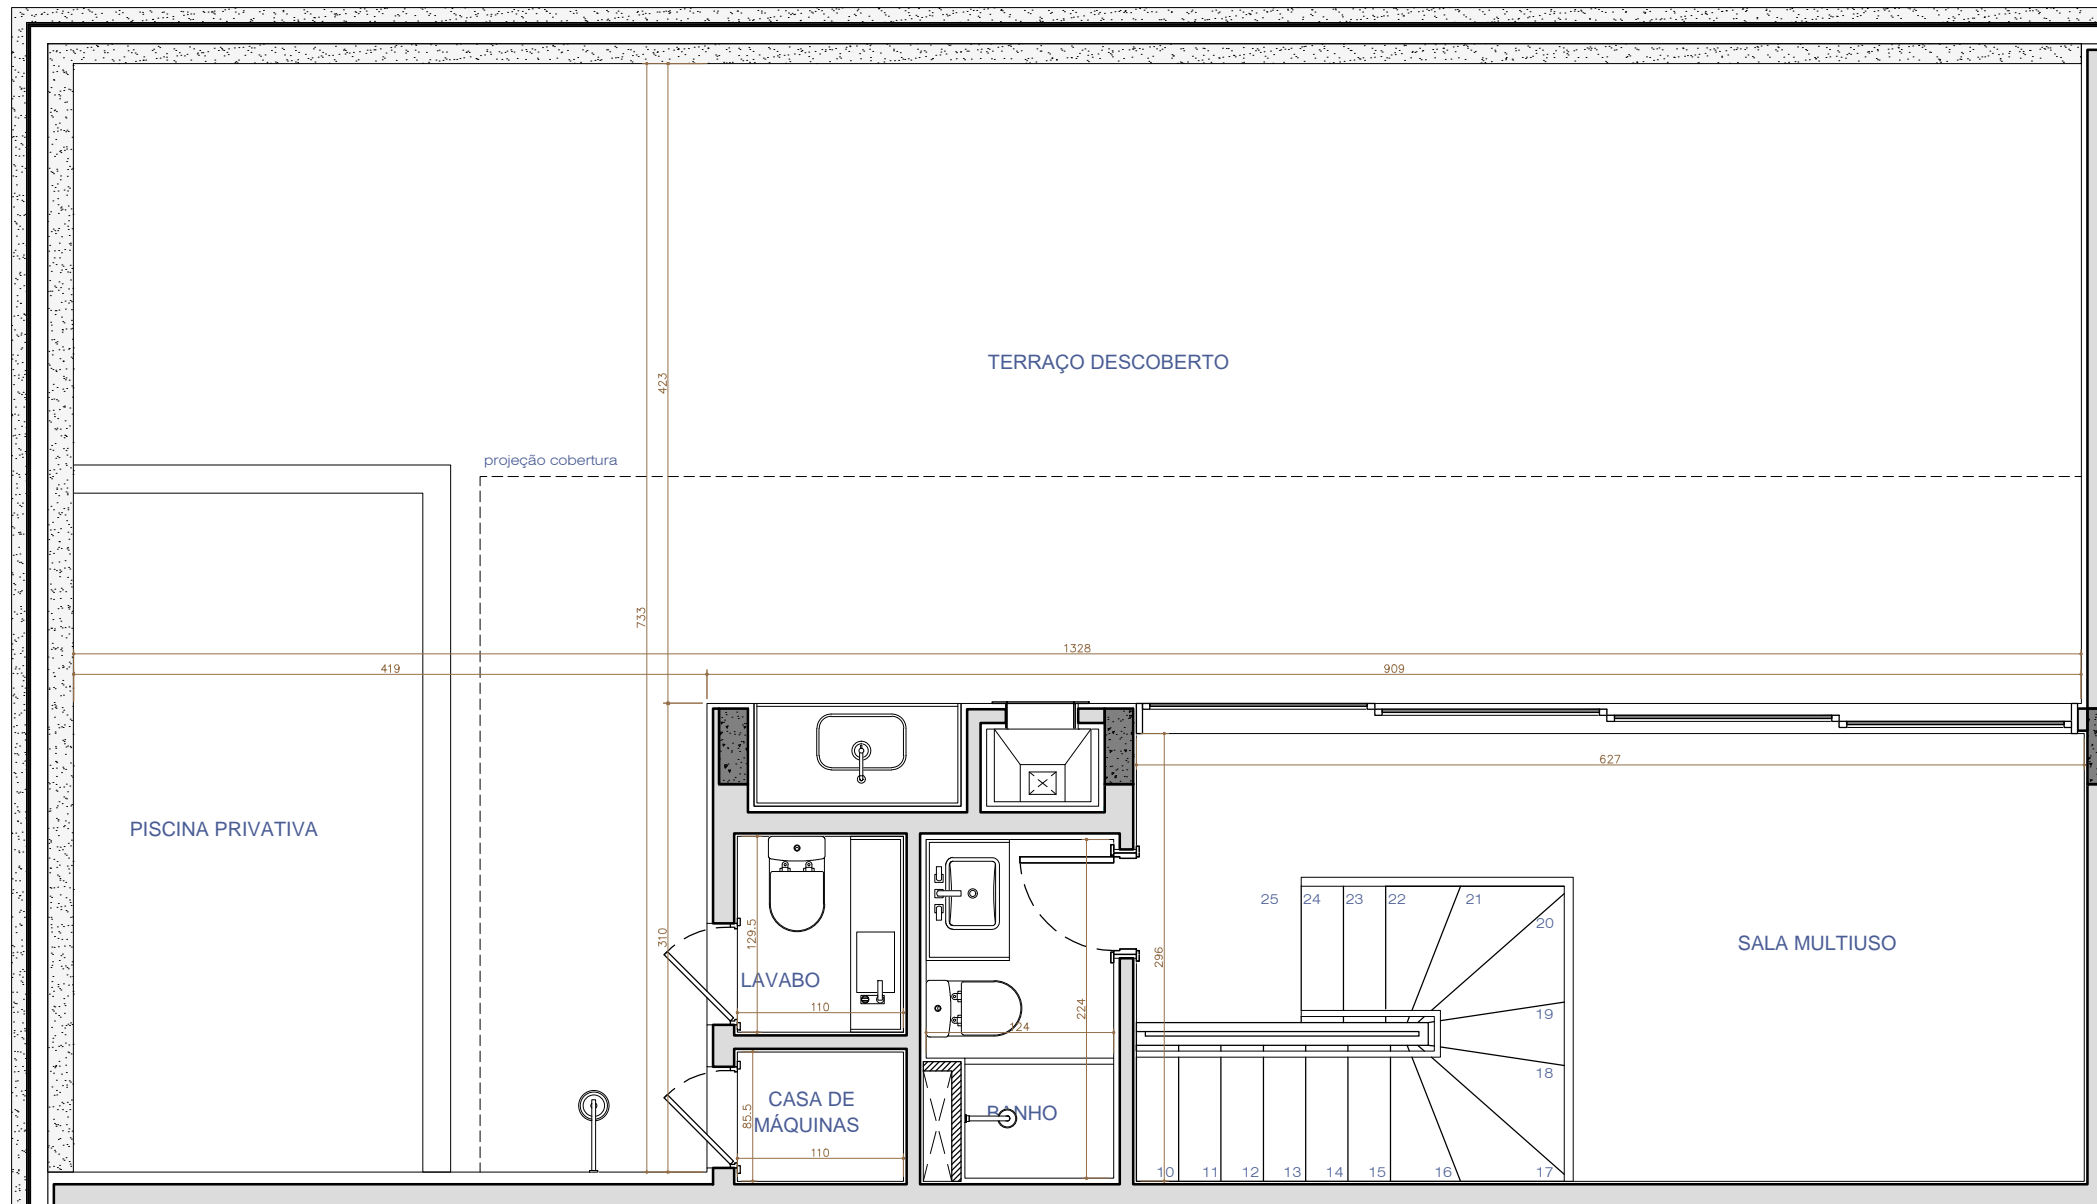 TERRAÇO DESCOBERTO
423
projeção cobertura
733
1328
419
909
627
PISCINA PRIVATIVA
25 24 23 22 21
20
129.5
310
296
SALA MULTIUSO
LAVABO
110
224
124
19
18
CASA DE
MÁQUINAS
85.5
BANHO
110
10 11 12 13 14 15 16 17